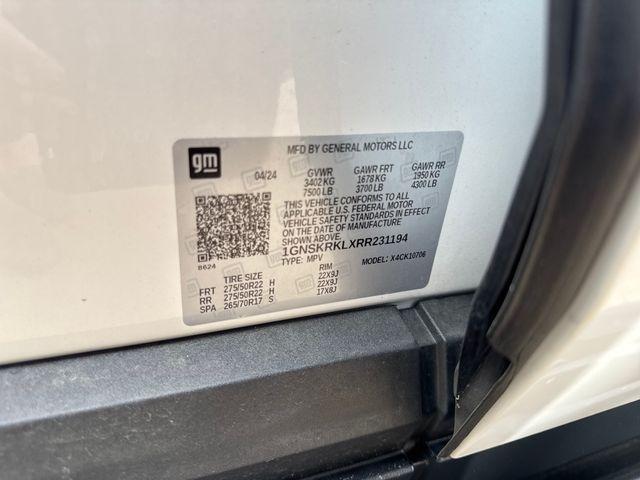 gm
MFD BY GENERAL MOTORS LLC
04/24 GVWR GAWR FRT GAWR RR
3402 KG 1678 KG 1950 KG
7500 LB 3700 LB 4300 LB
THIS VEHICLE CONFORMS TO ALL
APPLICABLE U.S. FEDERAL MOTOR
VEHICLE SAFETY STANDARDS IN EFFECT
ON THE DATE OF MANUFACTURE
SHOWN ABOVE.
1GNSKRKLXRR231194
TYPE: MPV MODEL: X4CK10706
8624
TIRE SIZE RIM
FRT 275/50R22 H 22X9J
RR 275/50R22 H 22X9J
SPA 265/70R17 S 17X8J